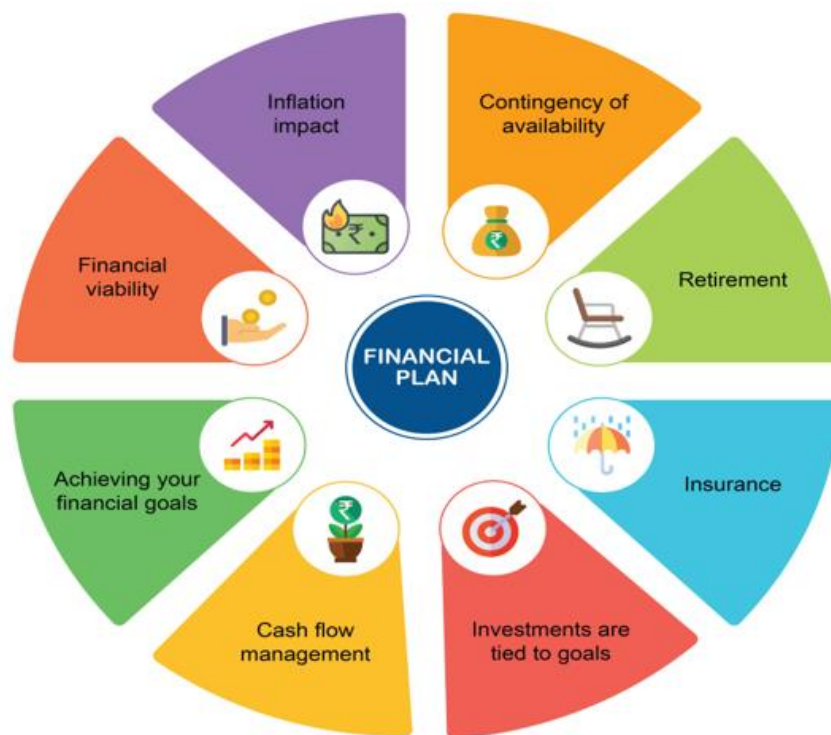 Inflation
impact
Contingency of
availability
Retirement
Insurance
Investments are
tied to goals
Cash flow
management
Achieving your
financial goals
Financial
viability
FINANCIAL
PLAN
₹
₹
₹